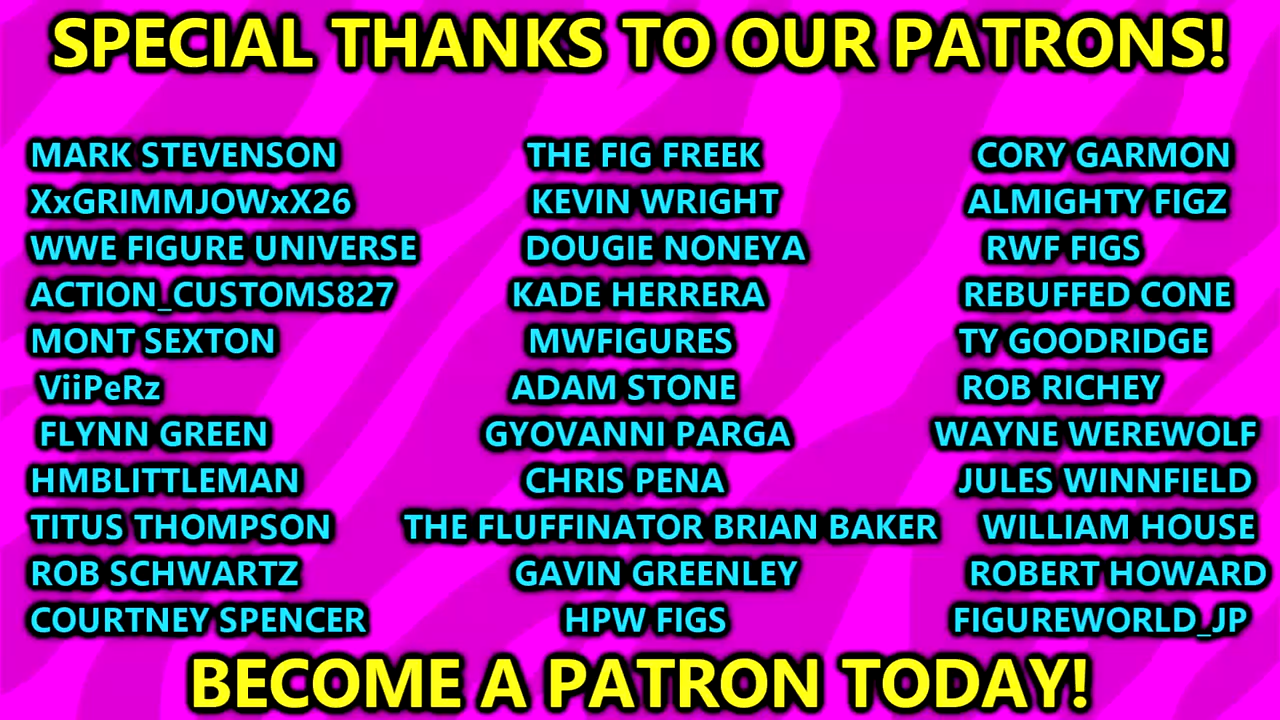 SPECIAL THANKS TO OUR PATRONS!
MARK STEVENSON THE FIG FREEK CORY GARMON
XxGRIMMJOWxX26 KEVIN WRIGHT ALMIGHTY FIGZ
WWE FIGURE UNIVERSE DOUGIE NONEYA RWF FIGS
ACTION_CUSTOMS827 KADE HERRERA REBUFFED CONE
MONT SEXTON MWFIGURES TY GOODRIDGE
ViiPeRz ADAM STONE ROB RICHEY
FLYNN GREEN GYOVANNI PARGA WAYNE WEREWOLF
HMBLITTLEMAN CHRIS PENA JULES WINNFIELD
TITUS THOMPSON THE FLUFFINATOR BRIAN BAKER WILLIAM HOUSE
ROB SCHWARTZ GAVIN GREENLEY ROBERT HOWARD
COURTNEY SPENCER HPW FIGS FIGUREWORLD_JP
BECOME A PATRON TODAY!